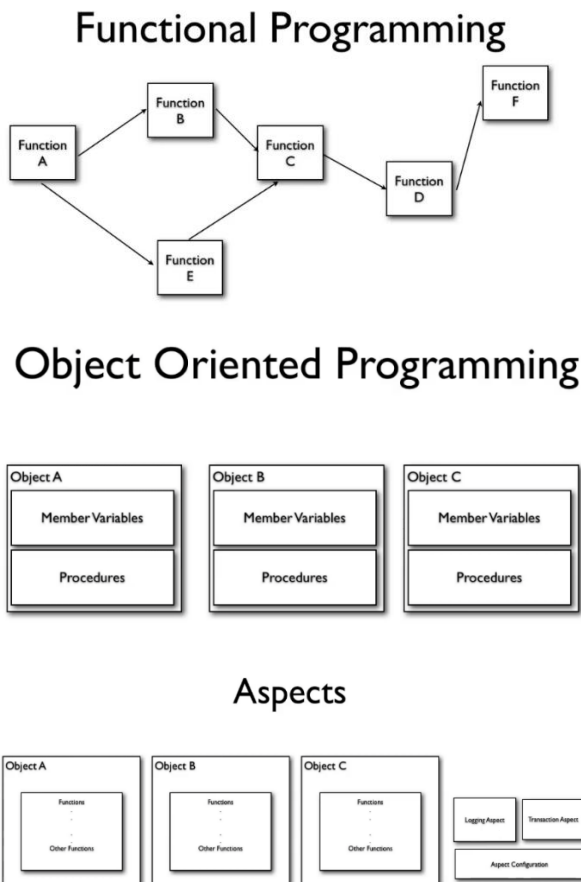 Functional Programming
Function
F
Function
B
Function
A
Function
C
Function
D
Function
E
Object Oriented Programming
Object A
Member Variables
Procedures
Object B
Member Variables
Procedures
Object C
Member Variables
Procedures
Aspects
Object A
Functions
.
.
.
Other Functions
Object B
Functions
.
.
.
Other Functions
Object C
Functions
.
.
.
Other Functions
Logging Aspect
Transaction Aspect
Aspect Configuration